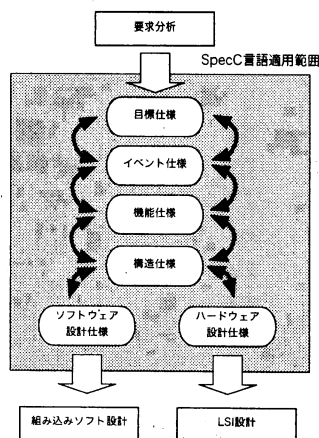 要求分析
SpecC言語適用範囲
目標仕様
イベント仕様
機能仕様
構造仕様
ソフトウェア
設計仕様
ハードウェア
設計仕様
組み込みソフト設計
LSI設計